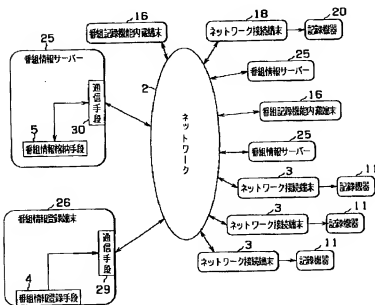 25
番組情報サーバー
通信手段
30
5
番組情報格納手段
26
番組情報登録端末
通信手段
29
4
番組情報登録手段
16
番組記録機能内蔵端末
2
ネットワーク
18
ネットワーク接続端末
20
記録機器
25
番組情報サーバー
16
番組記録機能内蔵端末
25
番組情報サーバー
3
ネットワーク接続端末
11
記録機器
3
ネットワーク接続端末
11
記録機器
3
ネットワーク接続端末
11
記録機器